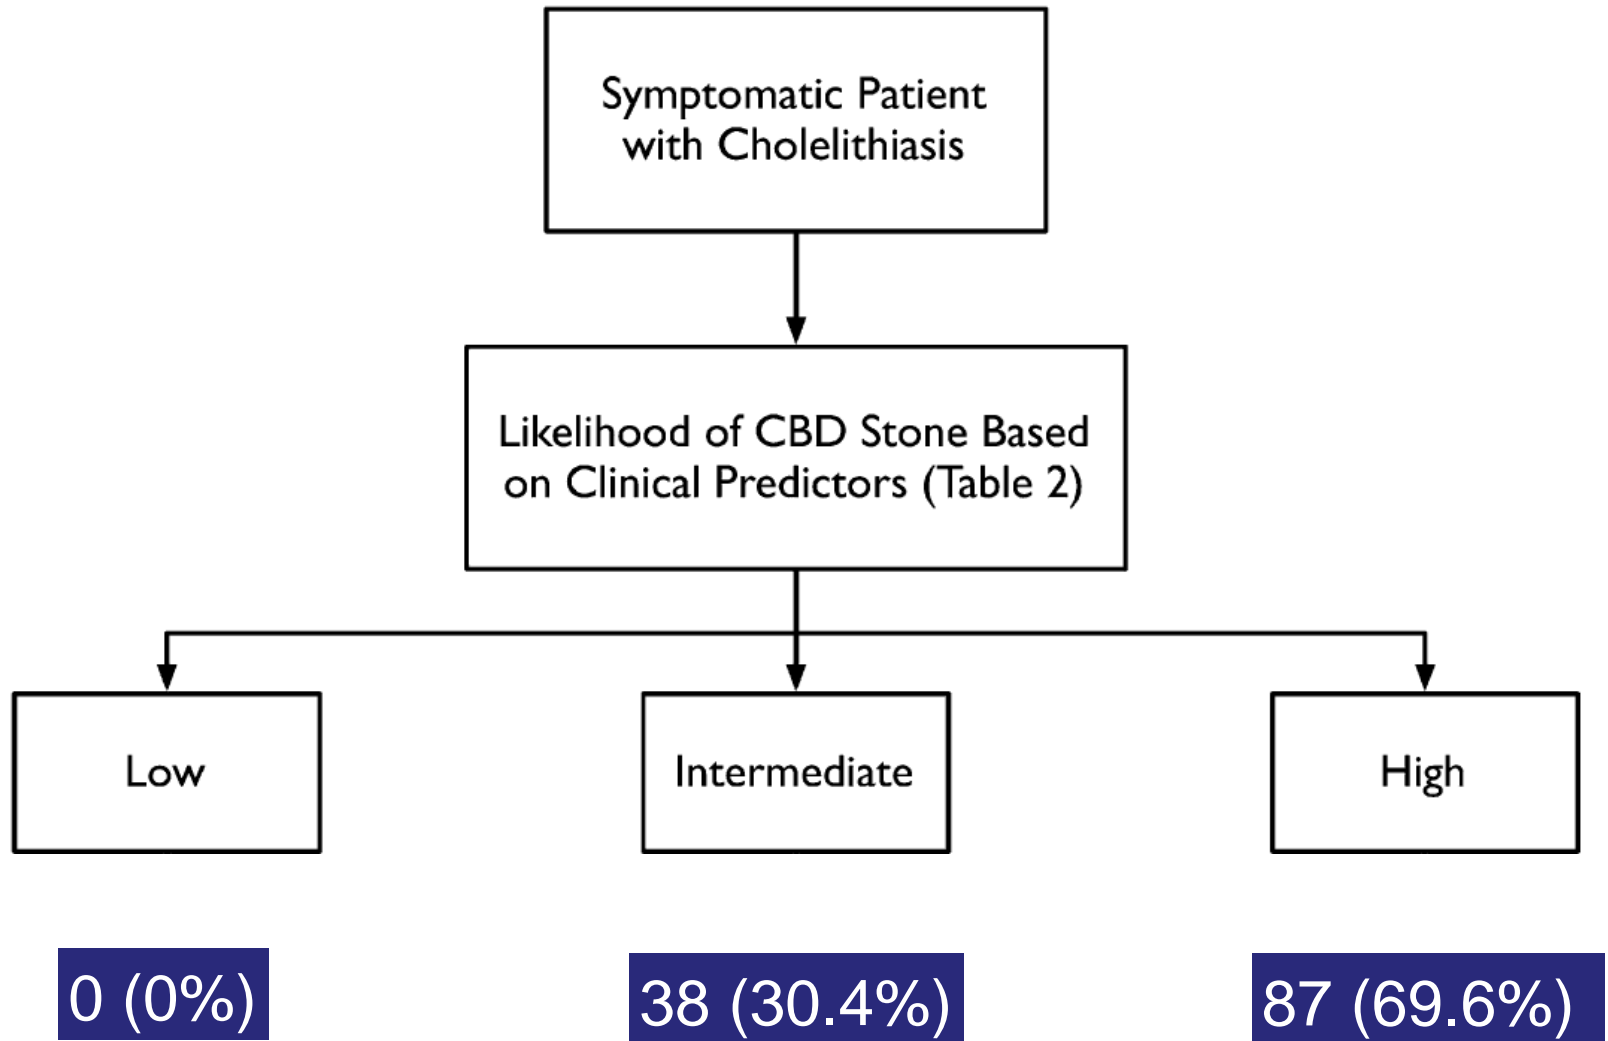 Symptomatic Patient
with Cholelithiasis
Likelihood of CBD Stone Based
on Clinical Predictors (Table 2)
Low
Intermediate
High
0 (0%)
38 (30.4%)
87 (69.6%)